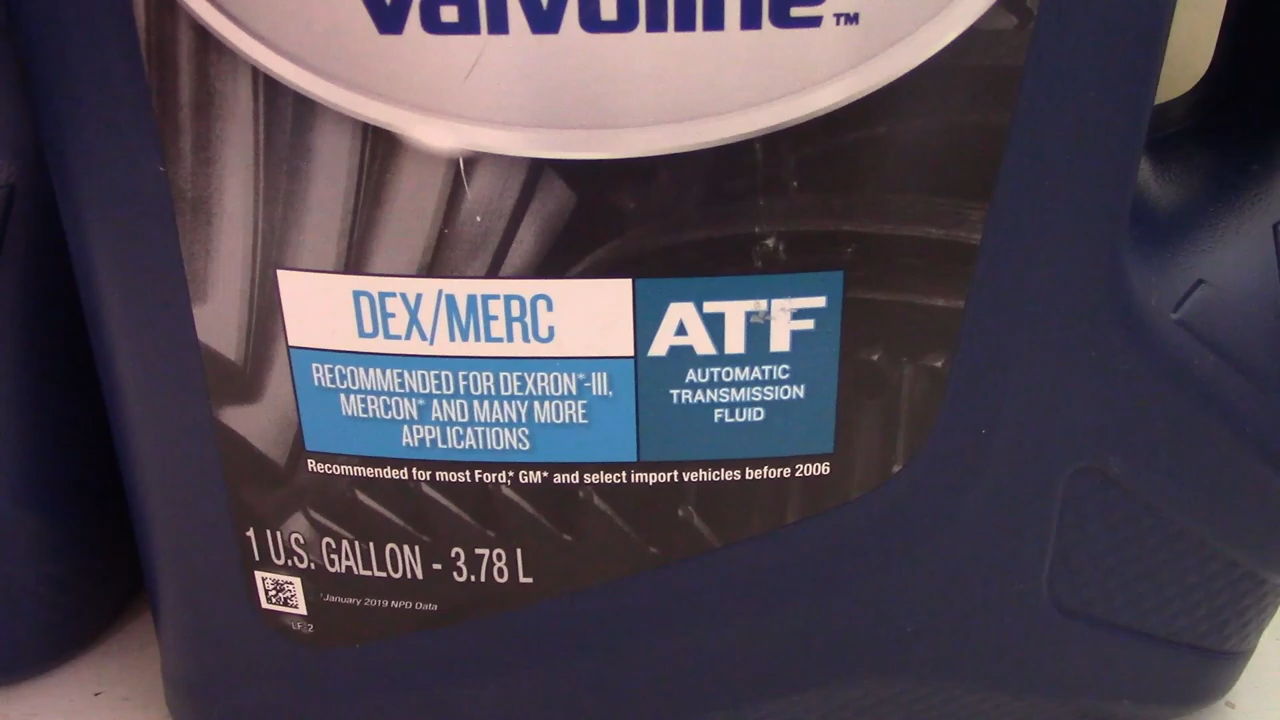 Valvoline™
DEX/MERC
RECOMMENDED FOR DEXRON*-III,
MERCON* AND MANY MORE
APPLICATIONS
ATF
AUTOMATIC
TRANSMISSION
FLUID
Recommended for most Ford,* GM* and select import vehicles before 2006
1 U.S. GALLON - 3.78 L
*January 2019 NPD Data
LF 2